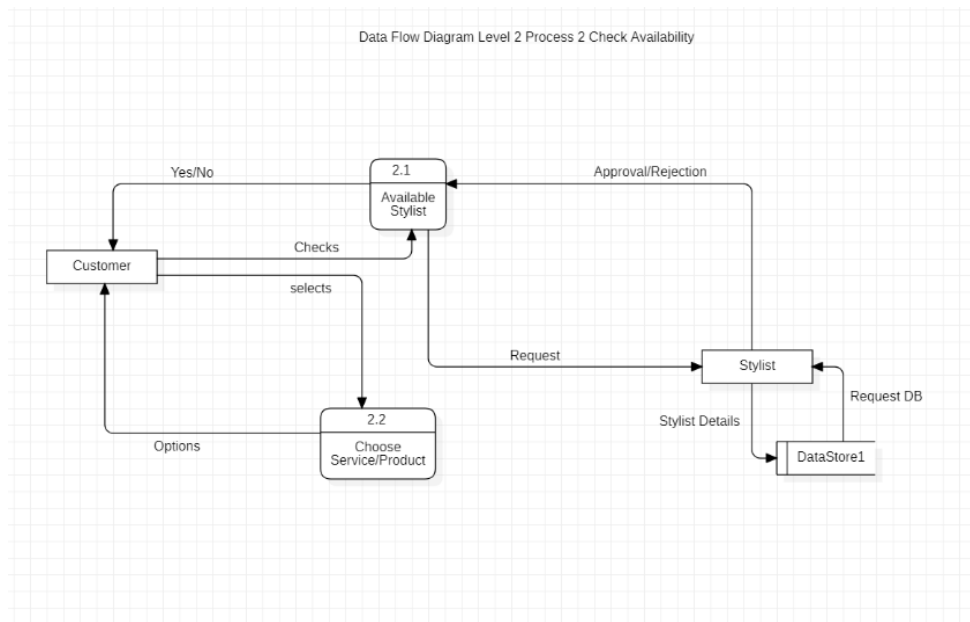 Data Flow Diagram Level 2 Process 2 Check Availability
Yes/No
2.1
Approval/Rejection
Available
Stylist
Checks
Customer
selects
Request
Stylist
Request DB
2.2
Stylist Details
Options
Choose
Service/Product
DataStore1